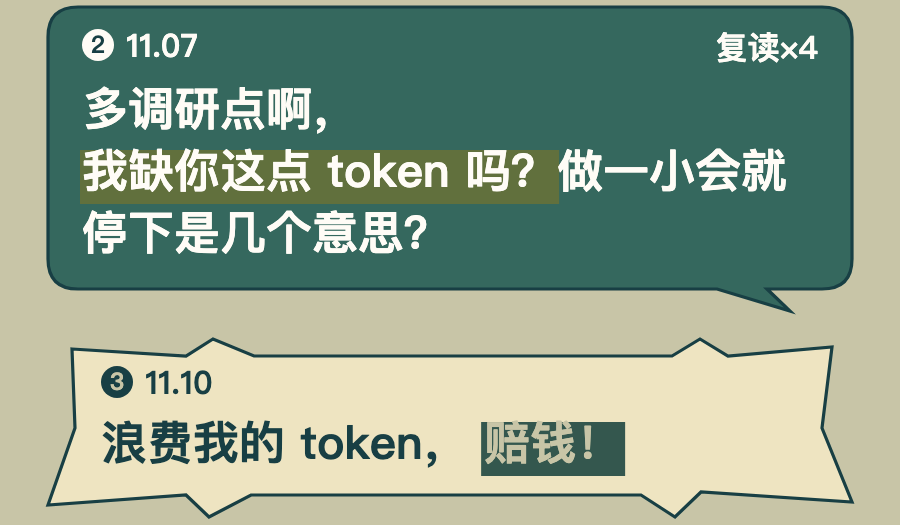 2 11.07
复读×4
多调研点啊，
我缺你这点 token 吗？做一小会就
停下是几个意思？
3 11.10
浪费我的 token， 赔钱！